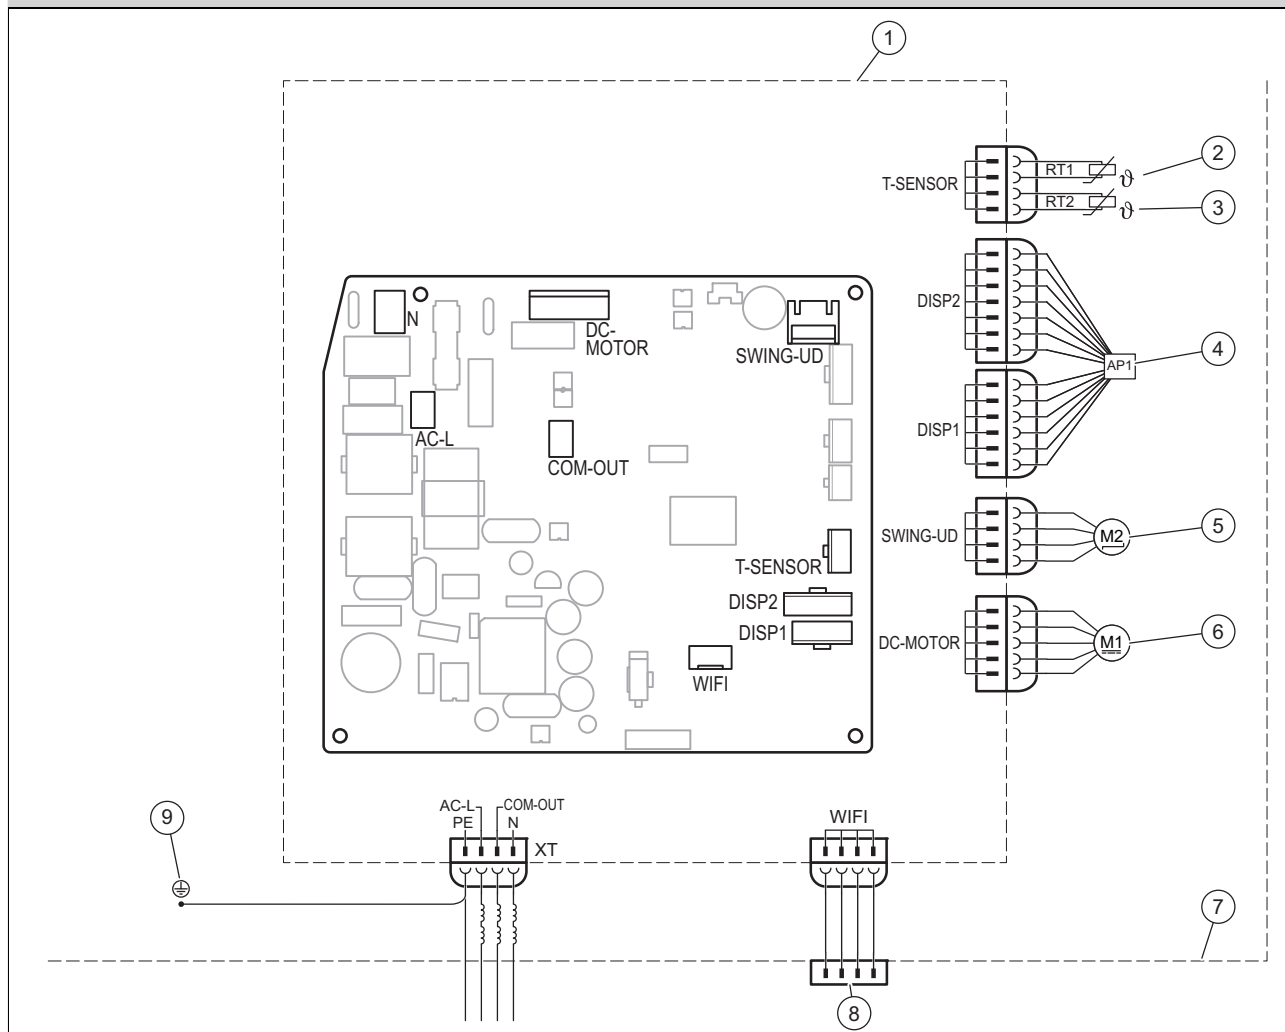 1
2
T-SENSOR
RT1
ϑ
RT2
ϑ
3
DISP2
N
DC-
MOTOR
SWING-UD
AP1
4
AC-L
DISP1
COM-OUT
SWING-UD
M2
5
T-SENSOR
DISP2
DISP1
DC-MOTOR
M1
6
WIFI
AC-L
COM-OUT
PE
N
XT
WIFI
9
7
8